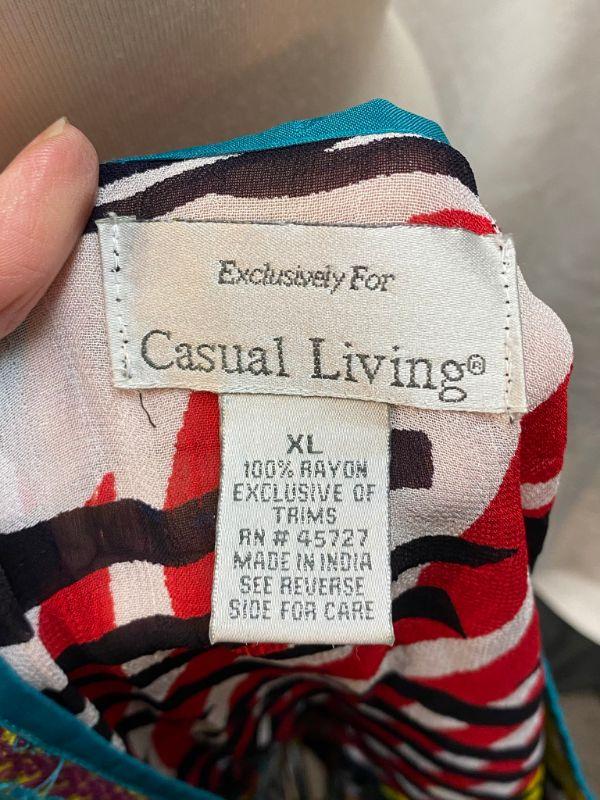 Exclusively For
Casual Living®
XL
100% RAYON
EXCLUSIVE OF
TRIMS
RN # 45727
MADE IN INDIA
SEE REVERSE
SIDE FOR CARE